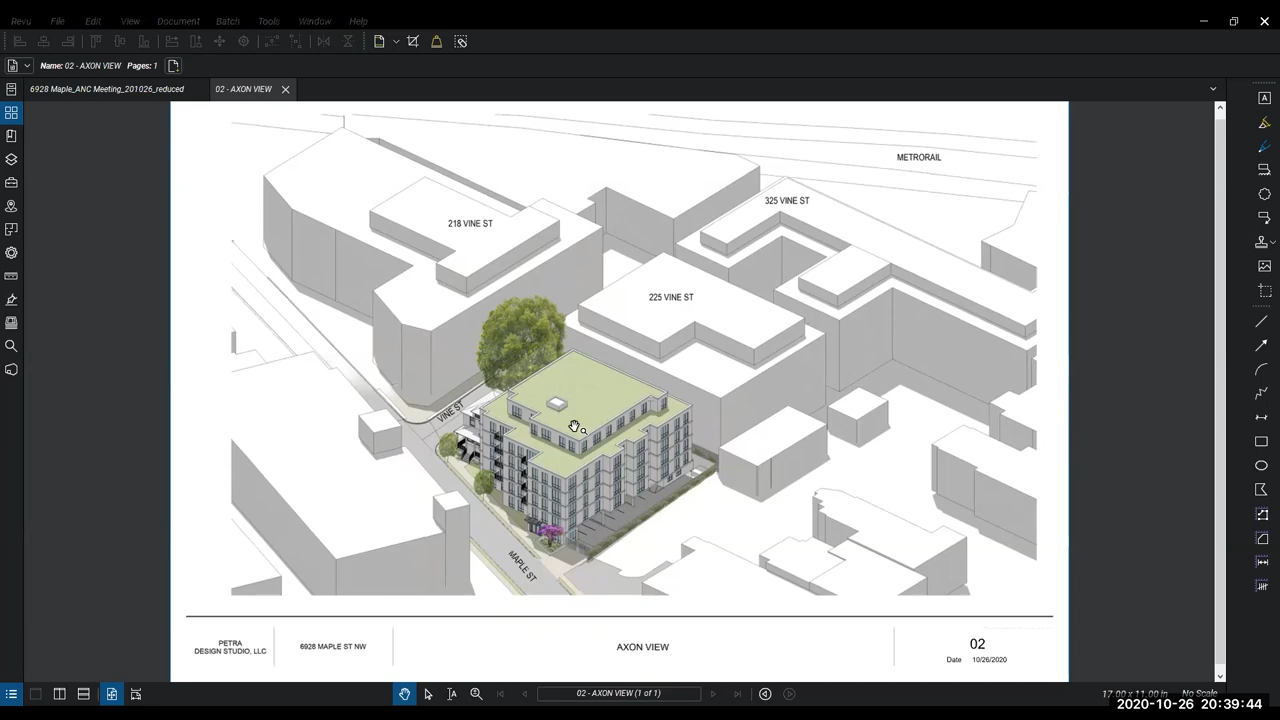 Revu File Edit View Document Batch Tools Window Help
Name: 02 - AXON VIEW Pages: 1
6928 Maple_ANC Meeting_201026_reduced
02 - AXON VIEW
METRORAIL
325 VINE ST
218 VINE ST
225 VINE ST
VINE ST
MAPLE ST
PETRA
DESIGN STUDIO, LLC
6928 MAPLE ST NW
AXON VIEW
02
Date 10/26/2020
02 - AXON VIEW (1 of 1)
17.00 x 11.00 in No Scale
2020-10-26 20:39:44